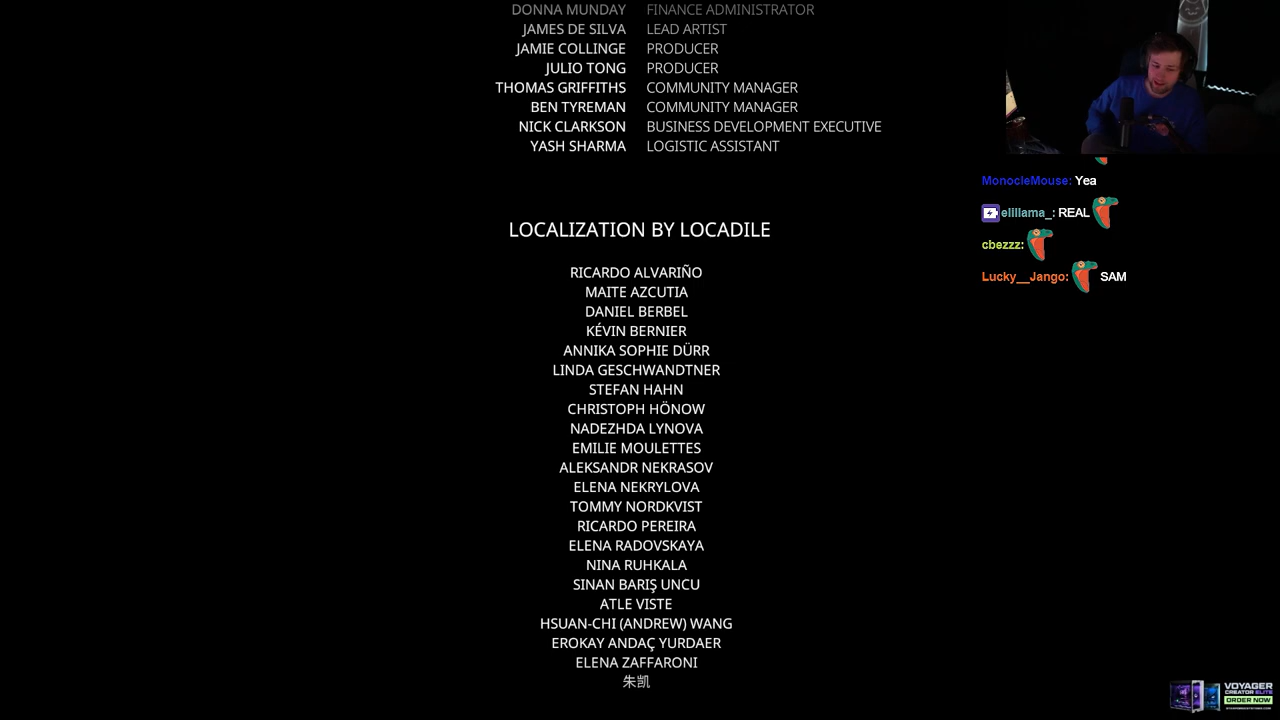 DONNA MUNDAY FINANCE ADMINISTRATOR
JAMES DE SILVA LEAD ARTIST
JAMIE COLLINGE PRODUCER
JULIO TONG PRODUCER
THOMAS GRIFFITHS COMMUNITY MANAGER
BEN TYREMAN COMMUNITY MANAGER
NICK CLARKSON BUSINESS DEVELOPMENT EXECUTIVE
YASH SHARMA LOGISTIC ASSISTANT
LOCALIZATION BY LOCADILE
RICARDO ALVARIÑO
MAITE AZCUTIA
DANIEL BERBEL
KÉVIN BERNIER
ANNIKA SOPHIE DÜRR
LINDA GESCHWANDTNER
STEFAN HAHN
CHRISTOPH HÖNOW
NADEZHDA LYNOVA
EMILIE MOULETTES
ALEKSANDR NEKRASOV
ELENA NEKRYLOVA
TOMMY NORDKVIST
RICARDO PEREIRA
ELENA RADOVSKAYA
NINA RUHKALA
SINAN BARIŞ UNCU
ATLE VISTE
HSUAN-CHI (ANDREW) WANG
EROKAY ANDAÇ YURDAER
ELENA ZAFFARONI
朱凯
MonocleMouse: Yea
elillama_: REAL
cbezzz:
Lucky__Jango: SAM
VOYAGER
CREATOR ELITE
ORDER NOW